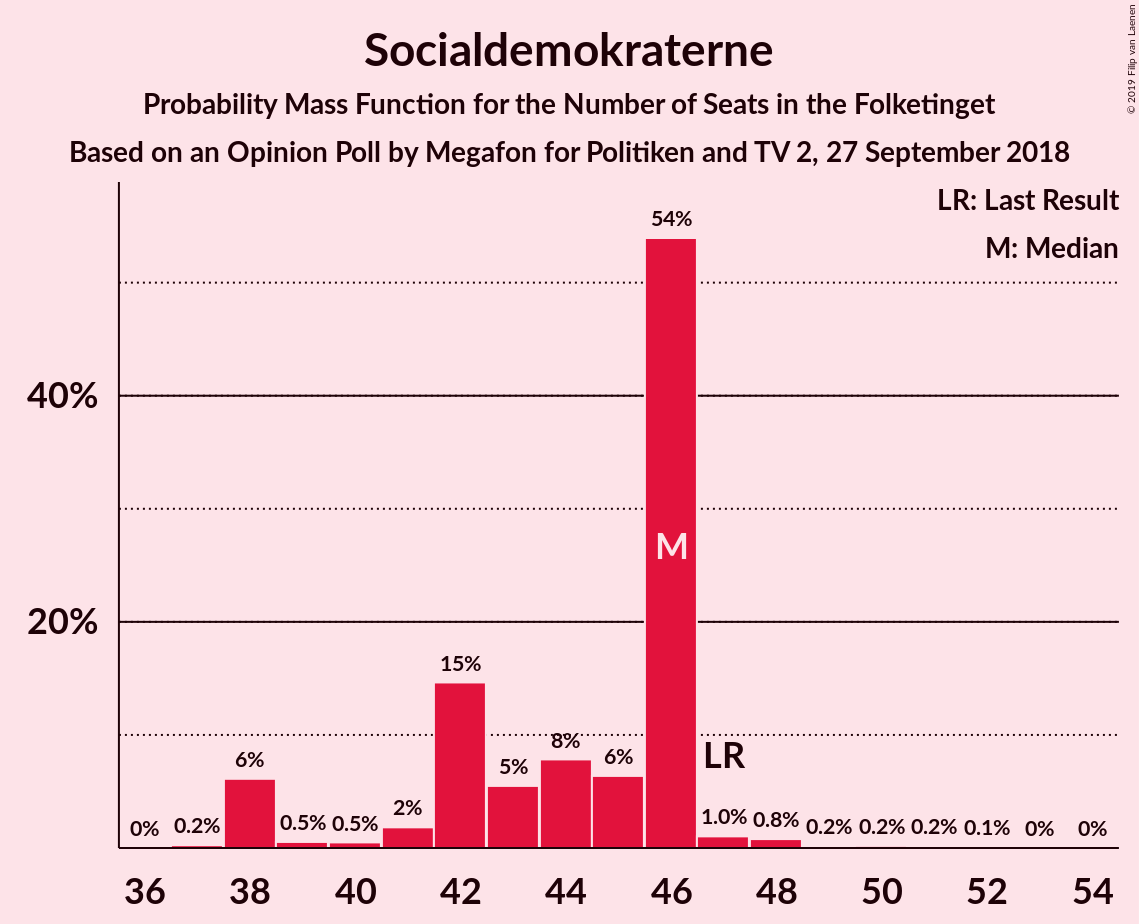 Socialdemokraterne
Probability Mass Function for the Number of Seats in the Folketinget
Based on an Opinion Poll by Megafon for Politiken and TV 2, 27 September 2018
© 2019 Filip van Laenen
LR: Last Result
M: Median
54%
40%
M
20%
15%
8%
6%
5%
6%
LR
2%
0%
0.2%
0.5%
0.5%
1.0%
0.8%
0.2%
0.2%
0.2%
0.1%
0%
0%
36 38 40 42 44 46 48 50 52 54